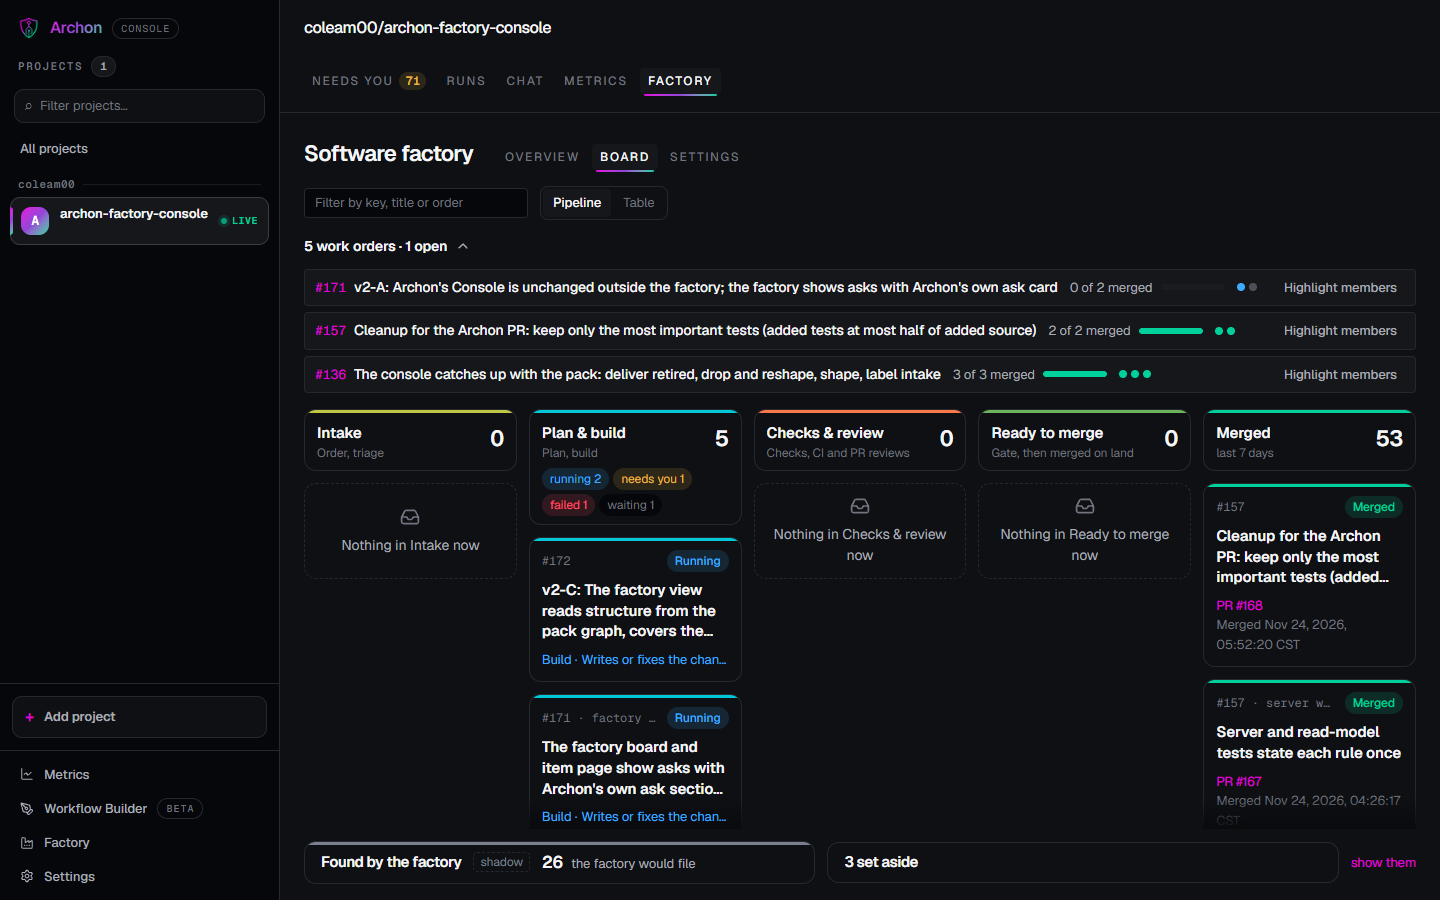 Archon CONSOLE
PROJECTS 1
Filter projects...
All projects
coleam00
A archon-factory-console LIVE
+ Add project
Metrics
Workflow Builder BETA
Factory
Settings
coleam00/archon-factory-console
NEEDS YOU 71 RUNS CHAT METRICS FACTORY
Software factory OVERVIEW BOARD SETTINGS
Filter by key, title or order Pipeline Table
5 work orders · 1 open
#171 v2-A: Archon's Console is unchanged outside the factory; the factory shows asks with Archon's own ask card 0 of 2 merged Highlight members
#157 Cleanup for the Archon PR: keep only the most important tests (added tests at most half of added source) 2 of 2 merged Highlight members
#136 The console catches up with the pack: deliver retired, drop and reshape, shape, label intake 3 of 3 merged Highlight members
Intake 0
Order, triage
Nothing in Intake now
Plan & build 5
Plan, build
running 2 needs you 1
failed 1 waiting 1
#172 Running
v2-C: The factory view
reads structure from the
pack graph, covers the...
Build · Writes or fixes the chan...
#171 · factory ... Running
The factory board and
item page show asks with
Archon's own ask sectio...
Build · Writes or fixes the chan...
Checks & review 0
Checks, CI and PR reviews
Nothing in Checks & review
now
Ready to merge 0
Gate, then merged on land
Nothing in Ready to merge
now
Merged 53
last 7 days
#157 Merged
Cleanup for the Archon
PR: keep only the most
important tests (added...
PR #168
Merged Nov 24, 2026,
05:52:20 CST
#157 · server w... Merged
Server and read-model
tests state each rule once
PR #167
Merged Nov 24, 2026, 04:26:17
CST
Found by the factory shadow 26 the factory would file
3 set aside show them